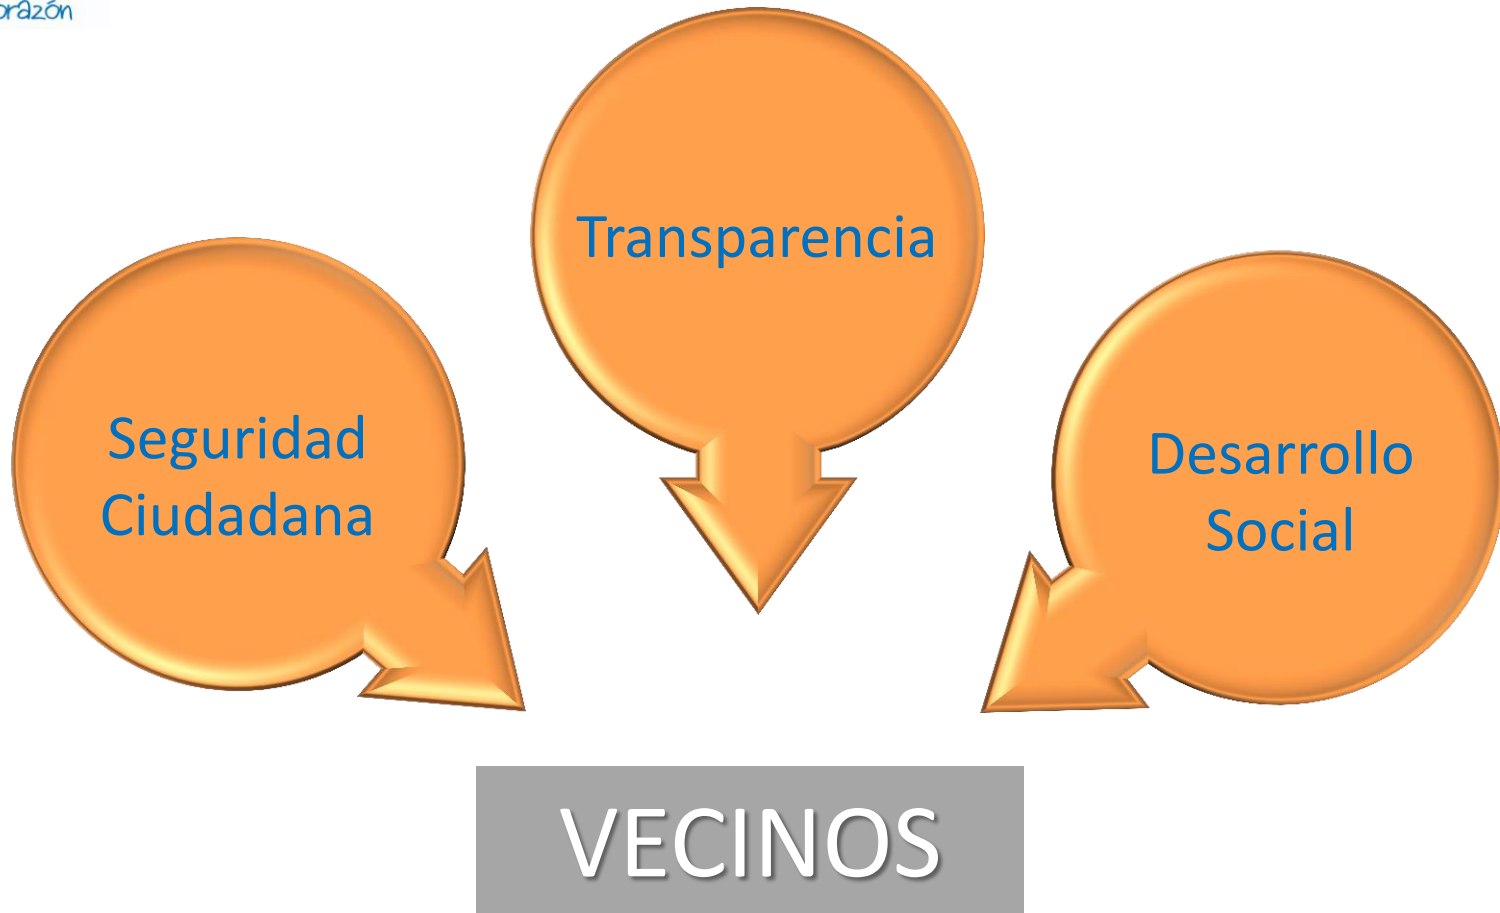 Transparencia
Seguridad
Ciudadana
Desarrollo
Social
VECINOS